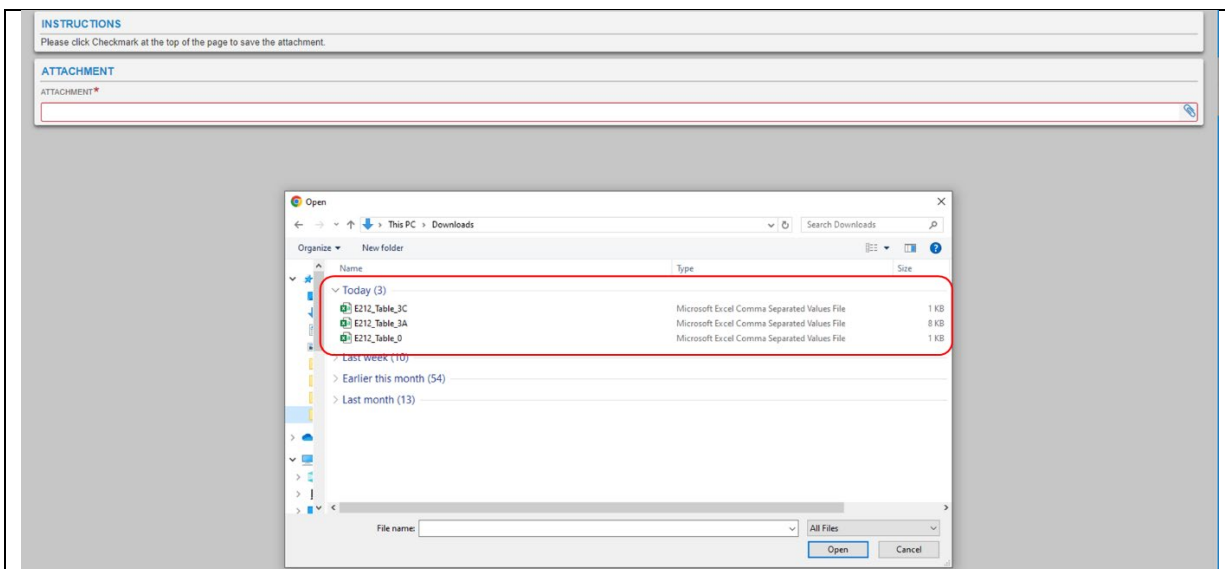 INSTRUCTIONS
Please click Checkmark at the top of the page to save the attachment.
ATTACHMENT
ATTACHMENT*
Open
This PC > Downloads
Search Downloads
Organize
New folder
Name Type Size
Today (3)
E212_Table_3C Microsoft Excel Comma Separated Values File 1 KB
E212_Table_3A Microsoft Excel Comma Separated Values File 8 KB
E212_Table_0 Microsoft Excel Comma Separated Values File 1 KB
Last week (10)
Earlier this month (54)
Last month (13)
File name:
All Files
Open
Cancel